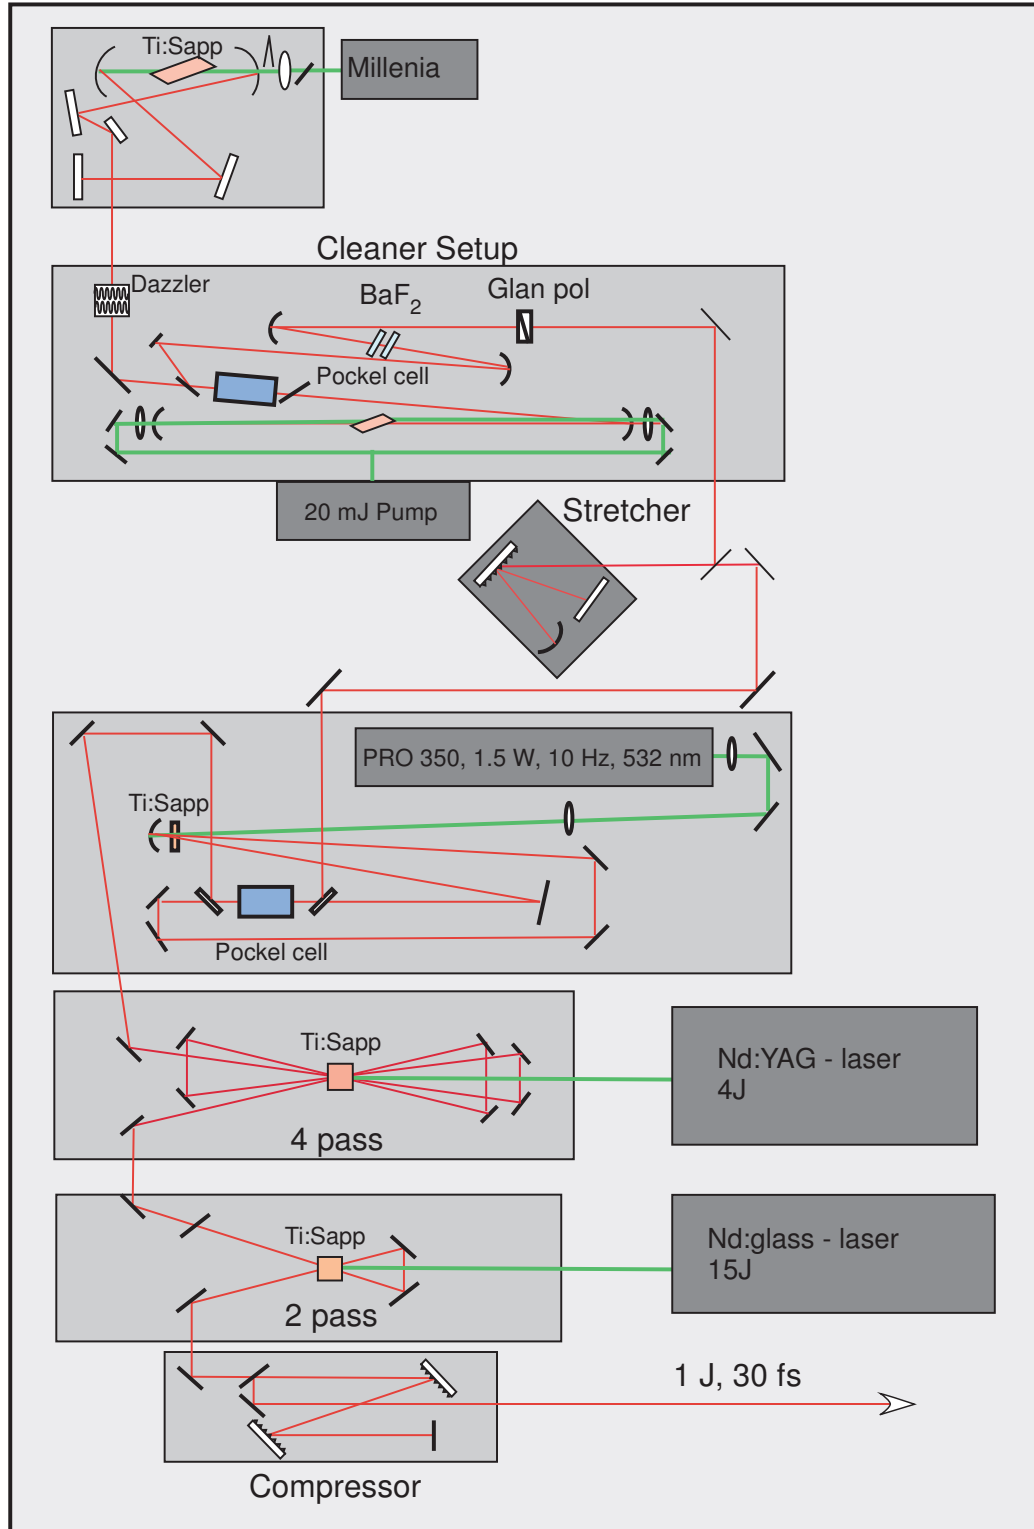 Ti:Sapp
Millenia
Cleaner Setup
Dazzler
BaF2
Glan pol
Pockel cell
20 mJ Pump
Stretcher
PRO 350, 1.5 W, 10 Hz, 532 nm
Ti:Sapp
Pockel cell
Ti:Sapp
4 pass
Nd:YAG - laser
4J
Ti:Sapp
2 pass
Nd:glass - laser
15J
1 J, 30 fs
Compressor